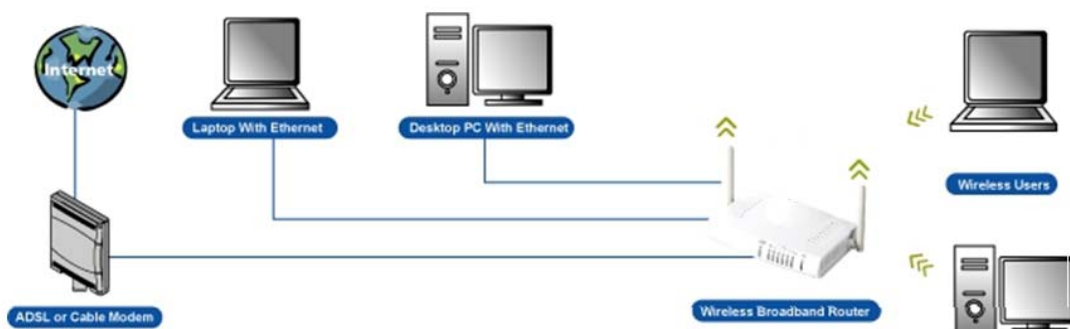 Internet
Laptop With Ethernet
Desktop PC With Ethernet
Wireless Users
ADSL or Cable Modem
Wireless Broadband Router